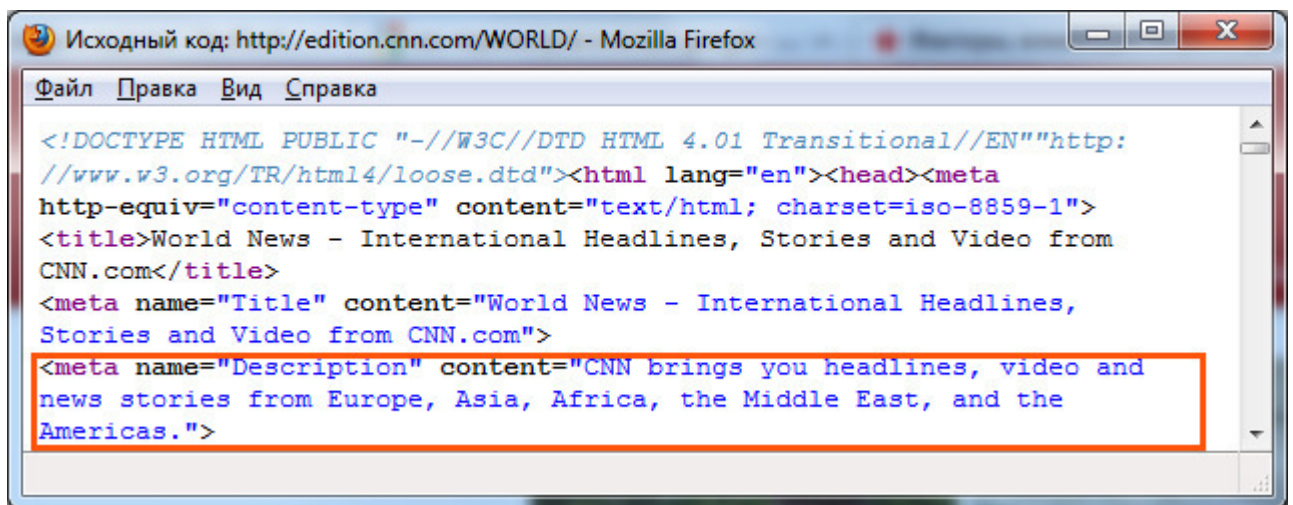 Исходный код: http://edition.cnn.com/WORLD/ - Mozilla Firefox
Файл Правка Вид Справка
<!DOCTYPE HTML PUBLIC "-//W3C//DTD HTML 4.01 Transitional//EN""http:
//www.w3.org/TR/html4/loose.dtd"><html lang="en"><head><meta
http-equiv="content-type" content="text/html; charset=iso-8859-1">
<title>World News - International Headlines, Stories and Video from
CNN.com</title>
<meta name="Title" content="World News - International Headlines,
Stories and Video from CNN.com">
<meta name="Description" content="CNN brings you headlines, video and
news stories from Europe, Asia, Africa, the Middle East, and the
Americas.">